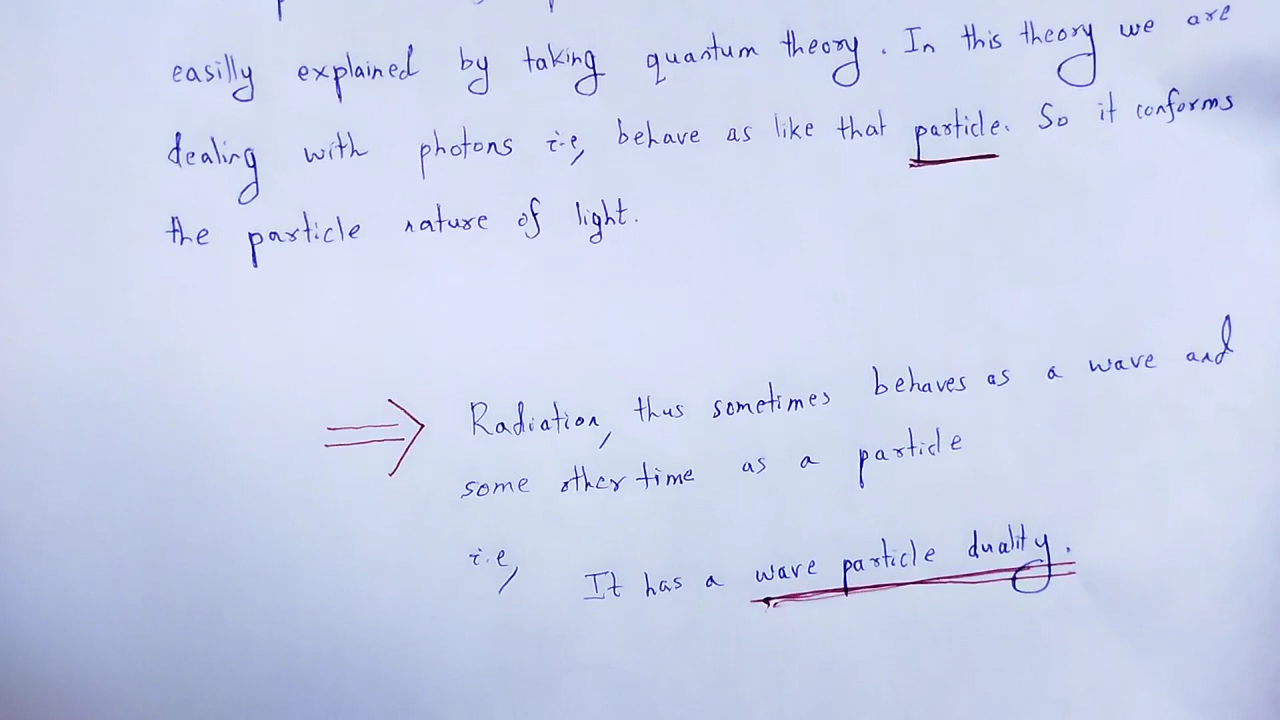 easilly explained by taking quantum theory. In this theory we are
dealing with photons i.e, behave as like that particle. So it conforms
the particle nature of light.
Radiation, thus sometimes behaves as a wave and
some other time as a particle
i.e,
It has a wave particle duality.